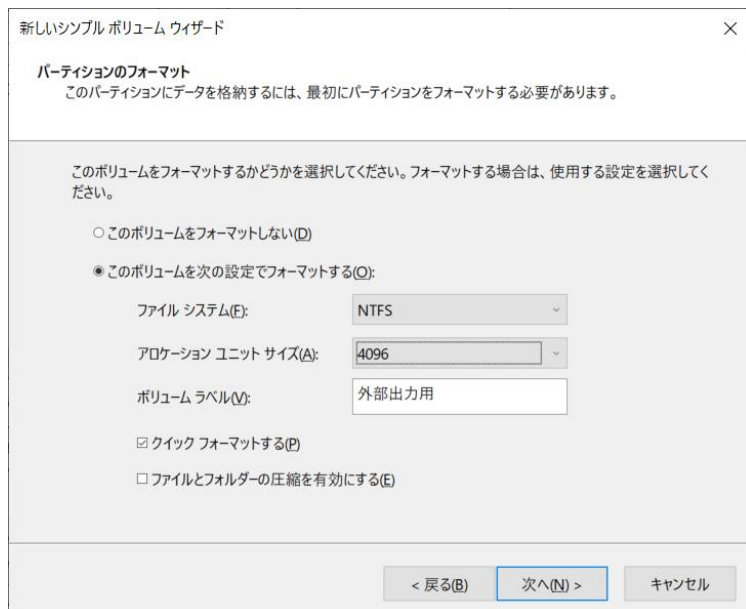 新しいシンプル ボリューム ウィザード
パーティションのフォーマット
このパーティションにデータを格納するには、最初にパーティションをフォーマットする必要があります。
このボリュームをフォーマットするかどうかを選択してください。フォーマットする場合は、使用する設定を選択してく
ださい。
このボリュームをフォーマットしない(D)
このボリュームを次の設定でフォーマットする(O):
ファイル システム(F): NTFS
アロケーション ユニット サイズ(A): 4096
ボリューム ラベル(V): 外部出力用
クイック フォーマットする(P)
ファイルとフォルダーの圧縮を有効にする(E)
< 戻る(B) 次へ(N) > キャンセル